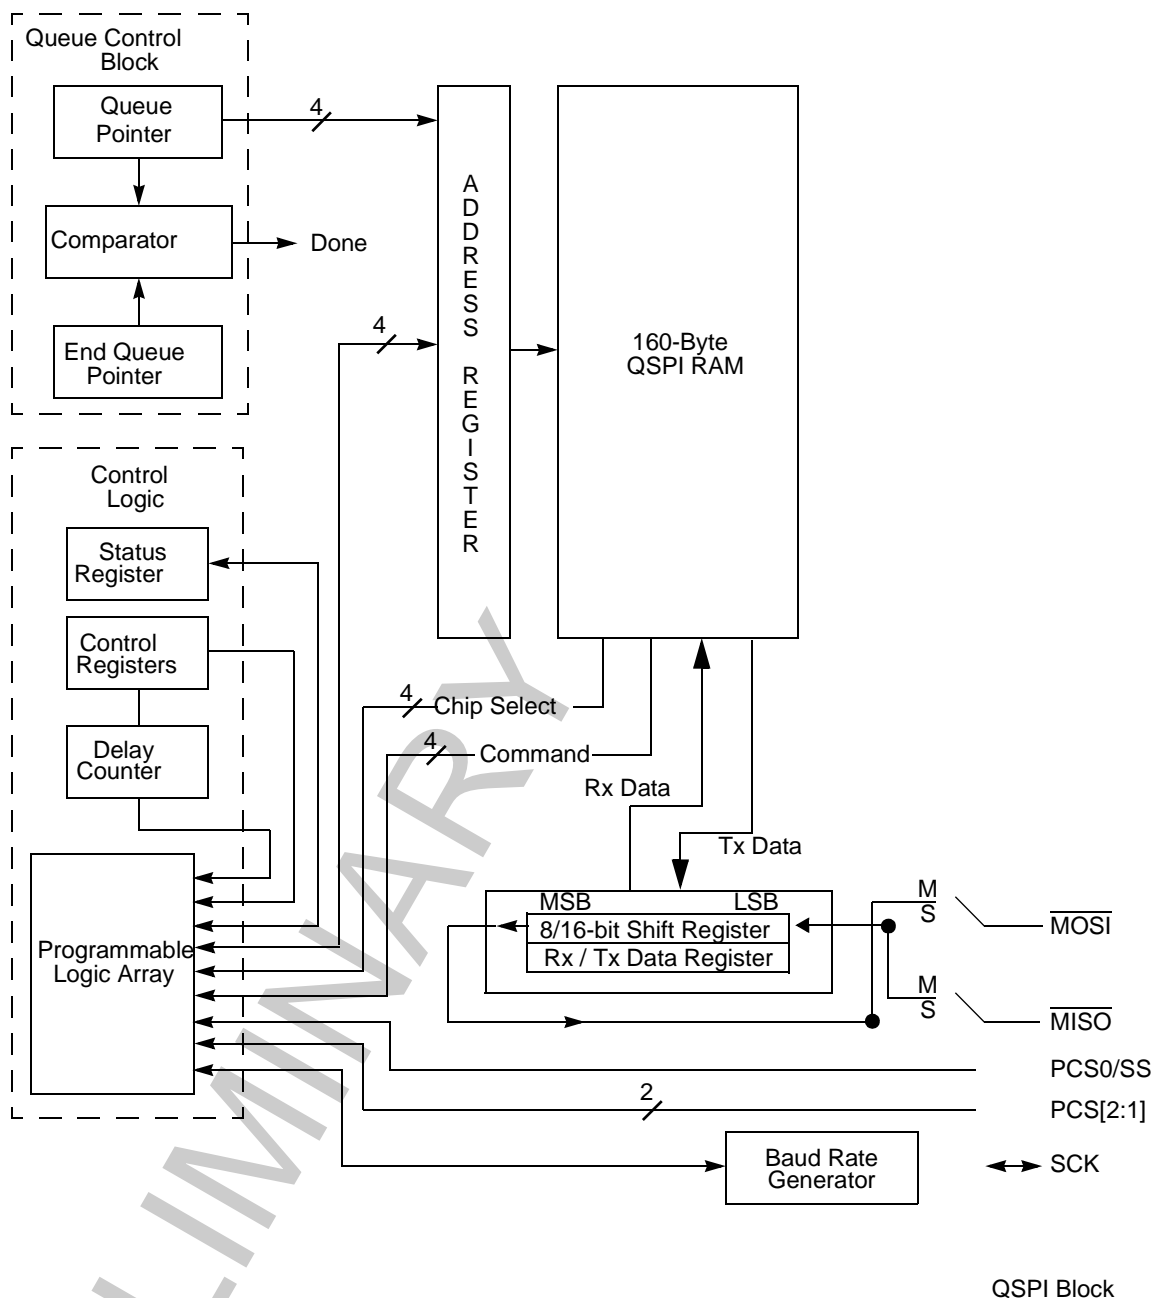 Queue Control
Block
Queue
Pointer
4
Comparator
Done
End Queue
Pointer
4
ADDRESS REGISTER
160-Byte
QSPI RAM
Control
Logic
Status
Register
Control
Registers
Delay
Counter
Programmable
Logic Array
4
Chip Select
4
Command
Rx Data
Tx Data
MSB LSB
8/16-bit Shift Register
Rx / Tx Data Register
M
S
MOSI
M
S
MISO
PCS0/SS
2
PCS[2:1]
Baud Rate
Generator
SCK
QSPI Block
LIMINARY